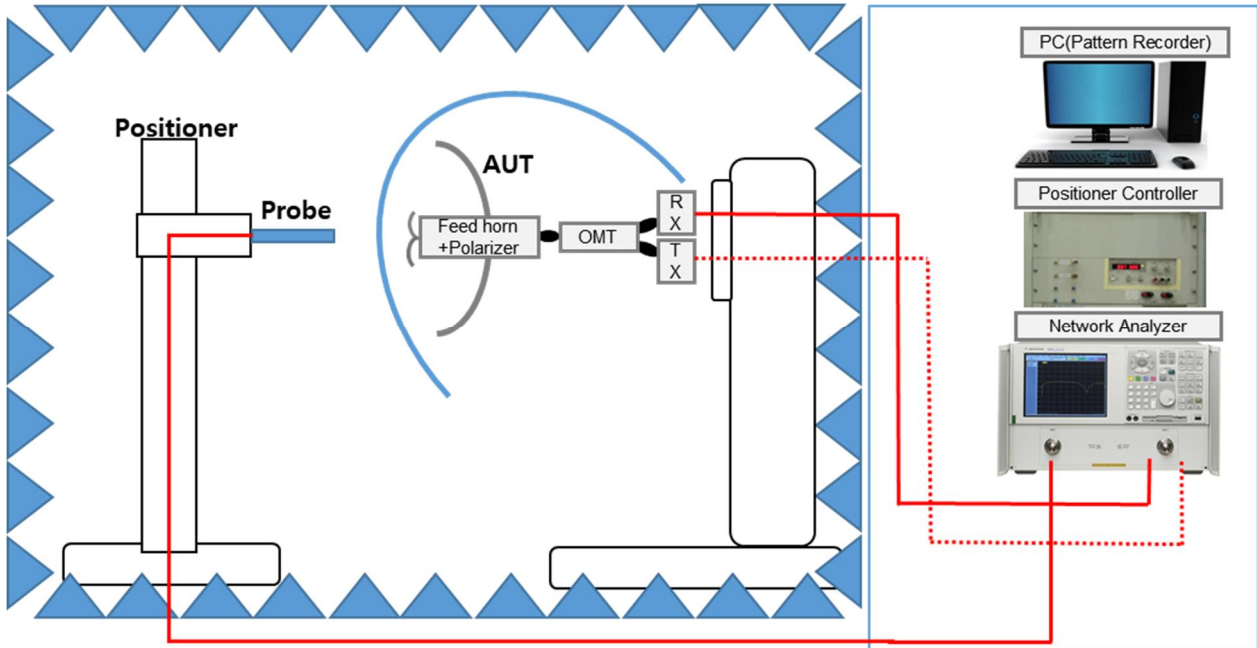 PC(Pattern Recorder)
Positioner
AUT
Positioner Controller
Probe
R
X
Feed horn
+Polarizer
OMT
T
X
Network Analyzer